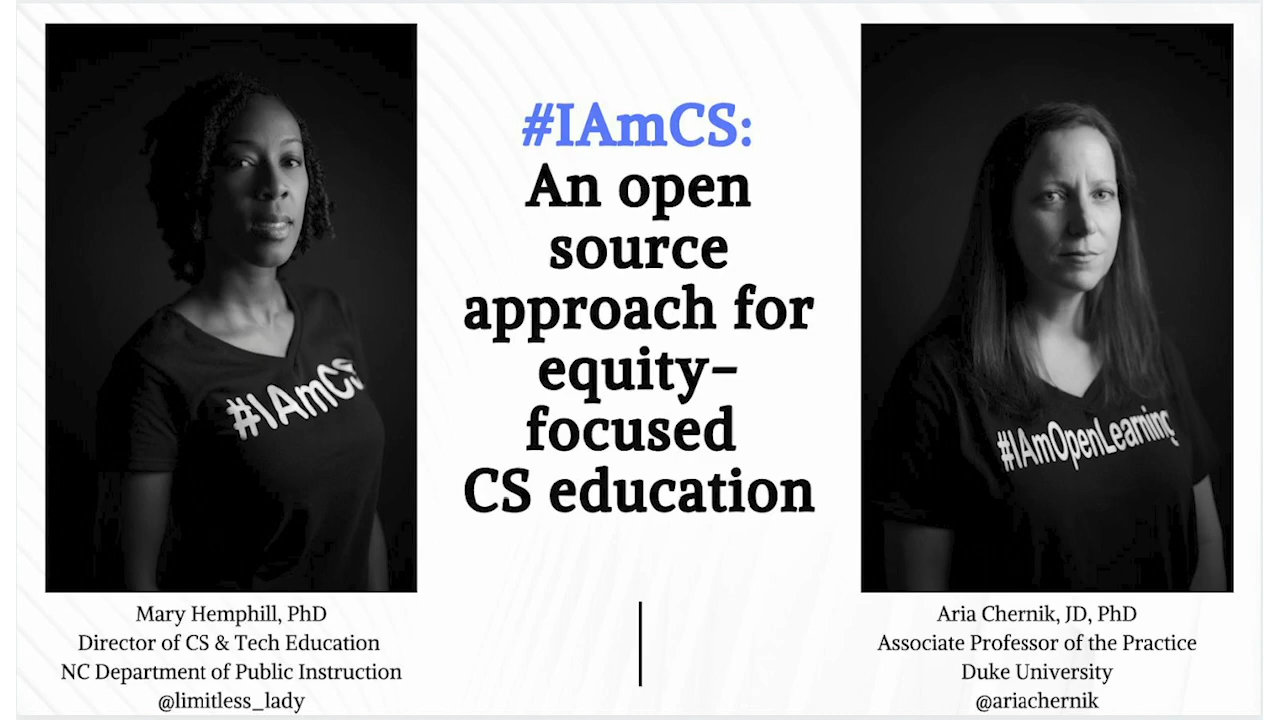 #IAmCS:
An open
source
approach for
equity-
focused
CS education
#IAmCS
#IAmOpenLearning
Mary Hemphill, PhD
Director of CS & Tech Education
NC Department of Public Instruction
@limitless_lady
Aria Chernik, JD, PhD
Associate Professor of the Practice
Duke University
@ariachernik